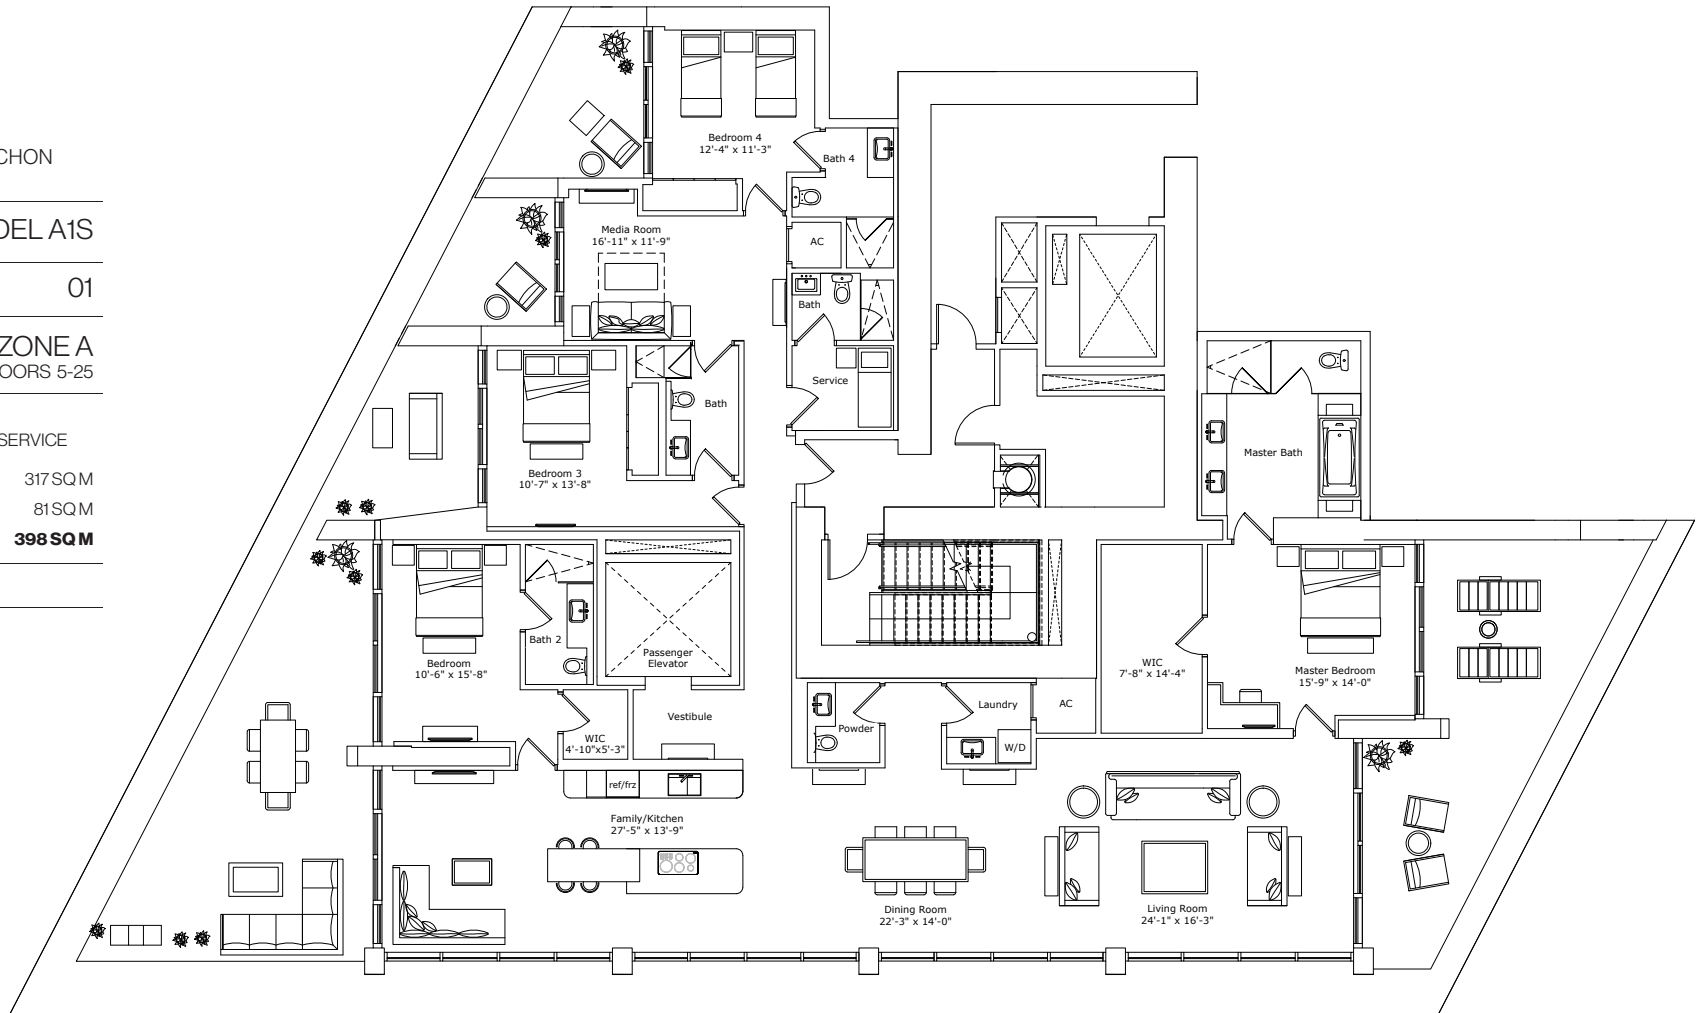 CHON
DEL A1S
01
ZONE A
OORS 5-25
SERVICE
317 SQ M
81 SQ M
398 SQ M
Bedroom 4
12'-4" x 11'-3"
Bath 4
Media Room
16'-11" x 11'-9"
AC
Bath
Service
Bath
Bedroom 3
10'-7" x 13'-8"
Master Bath
Bath 2
Bedroom
10'-6" x 15'-8"
Passenger
Elevator
WIC
7'-8" x 14'-4"
Master Bedroom
15'-9" x 14'-0"
Vestibule
WIC
4'-10"x5'-3"
Powder
Laundry
AC
W/D
ref/frz
Family/Kitchen
27'-5" x 13'-9"
Dining Room
22'-3" x 14'-0"
Living Room
24'-1" x 16'-3"